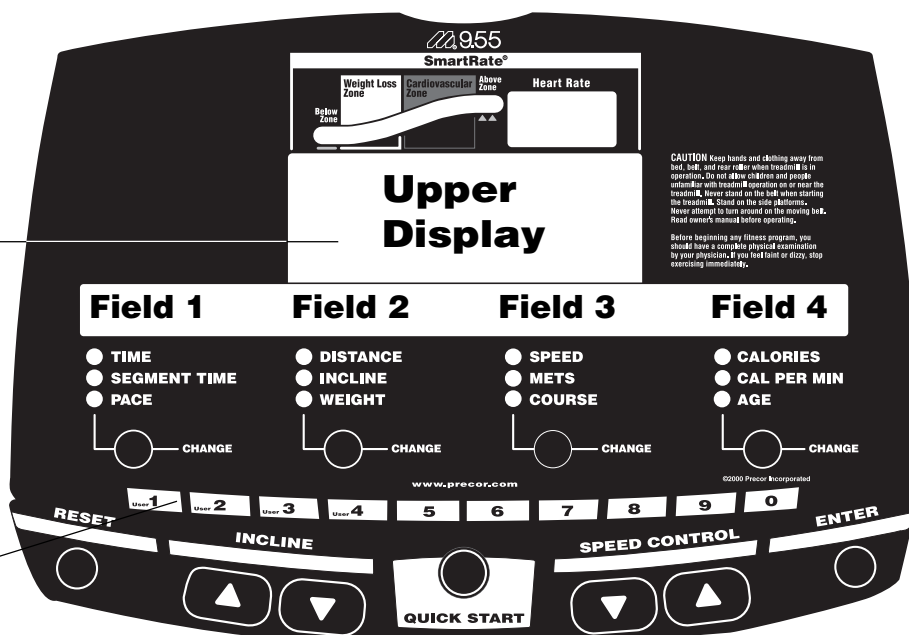 9.55
SmartRate®
Weight Loss
Zone
Cardiovascular
Zone
Above
Zone
Below
Zone
Heart Rate
Upper
Display
CAUTION Keep hands and clothing away from
bed, belt, and rear roller when treadmill is in
operation. Do not allow children and people
unfamiliar with treadmill operation on or near the
treadmill. Never stand on the belt when starting
the treadmill. Stand on the side platforms.
Never attempt to turn around on the moving belt.
Read owner's manual before operating.
Before beginning any fitness program, you
should have a complete physical examination
by your physician. If you feel faint or dizzy, stop
exercising immediately.
Field 1 Field 2 Field 3 Field 4
TIME
SEGMENT TIME
PACE
CHANGE
DISTANCE
INCLINE
WEIGHT
CHANGE
SPEED
METS
COURSE
CHANGE
CALORIES
CAL PER MIN
AGE
CHANGE
www.precor.com
©2000 Precor Incorporated
User 1 User 2 User 3 User 4 5 6 7 8 9 0
RESET
INCLINE
QUICK START
SPEED CONTROL
ENTER